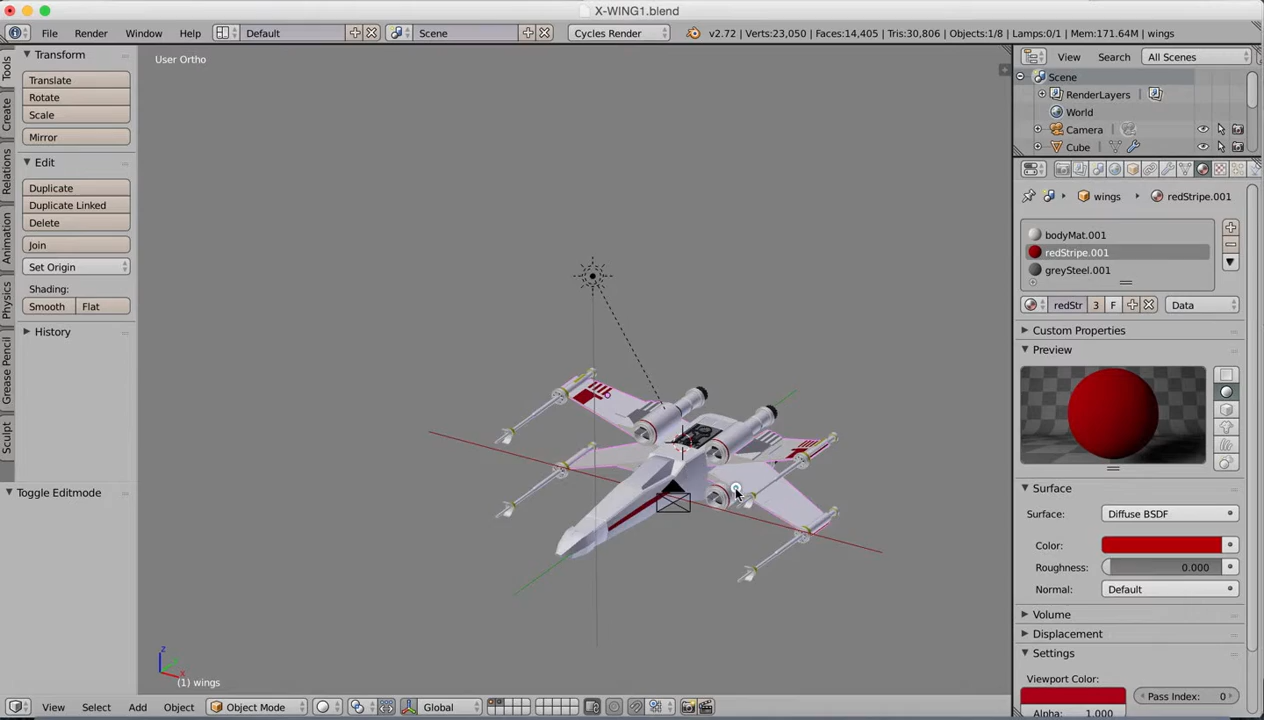 X-WING1.blend
File Render Window Help Default Scene Cycles Render v2.72 | Verts:23,050 | Faces:14,405 | Tris:30,806 | Objects:1/8 | Lamps:0/1 | Mem:171.64M | wings
Tools
Create
Relations
Animation
Physics
Grease Pencil
Sculpt
Transform
Translate
Rotate
Scale
Mirror
Edit
Duplicate
Duplicate Linked
Delete
Join
Set Origin
Shading:
Smooth Flat
History
Toggle Editmode
User Ortho
z
x
(1) wings
View Select Add Object Object Mode Global
View Search All Scenes
Scene
RenderLayers
World
Camera
Cube
wings redStripe.001
bodyMat.001
redStripe.001
greySteel.001
redStr 3 F Data
Custom Properties
Preview
Surface
Surface: Diffuse BSDF
Color:
Roughness: 0.000
Normal: Default
Volume
Displacement
Settings
Viewport Color:
Pass Index: 0
Alpha: 1.000